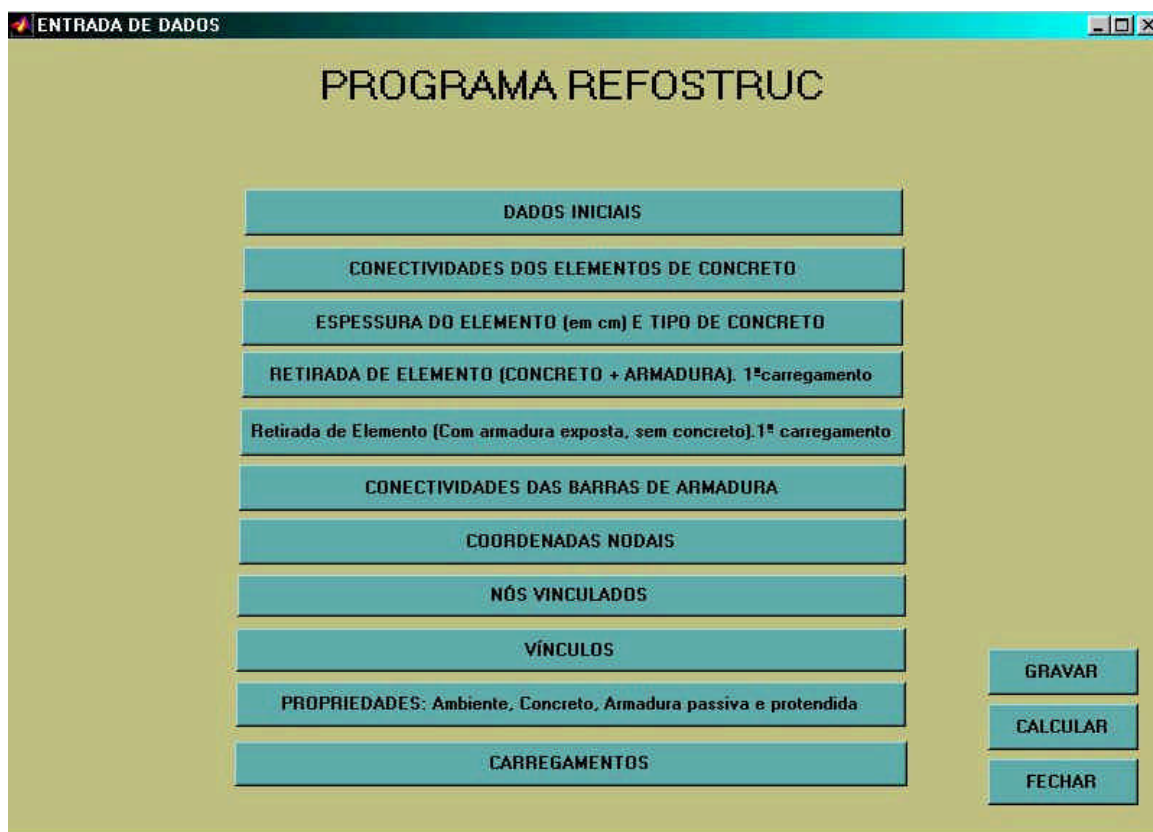 ENTRADA DE DADOS
PROGRAMA REFOSTRUC
DADOS INICIAIS
CONECTIVIDADES DOS ELEMENTOS DE CONCRETO
ESPESSURA DO ELEMENTO (em cm) E TIPO DE CONCRETO
RETIRADA DE ELEMENTO (CONCRETO + ARMADURA). 1ªcarregamento
Retirada de Elemento (Com armadura exposta, sem concreto).1ª carregamento
CONECTIVIDADES DAS BARRAS DE ARMADURA
COORDENADAS NODAIS
NÓS VINCULADOS
VÍNCULOS
PROPRIEDADES: Ambiente, Concreto, Armadura passiva e protendida
CARREGAMENTOS
GRAVAR
CALCULAR
FECHAR